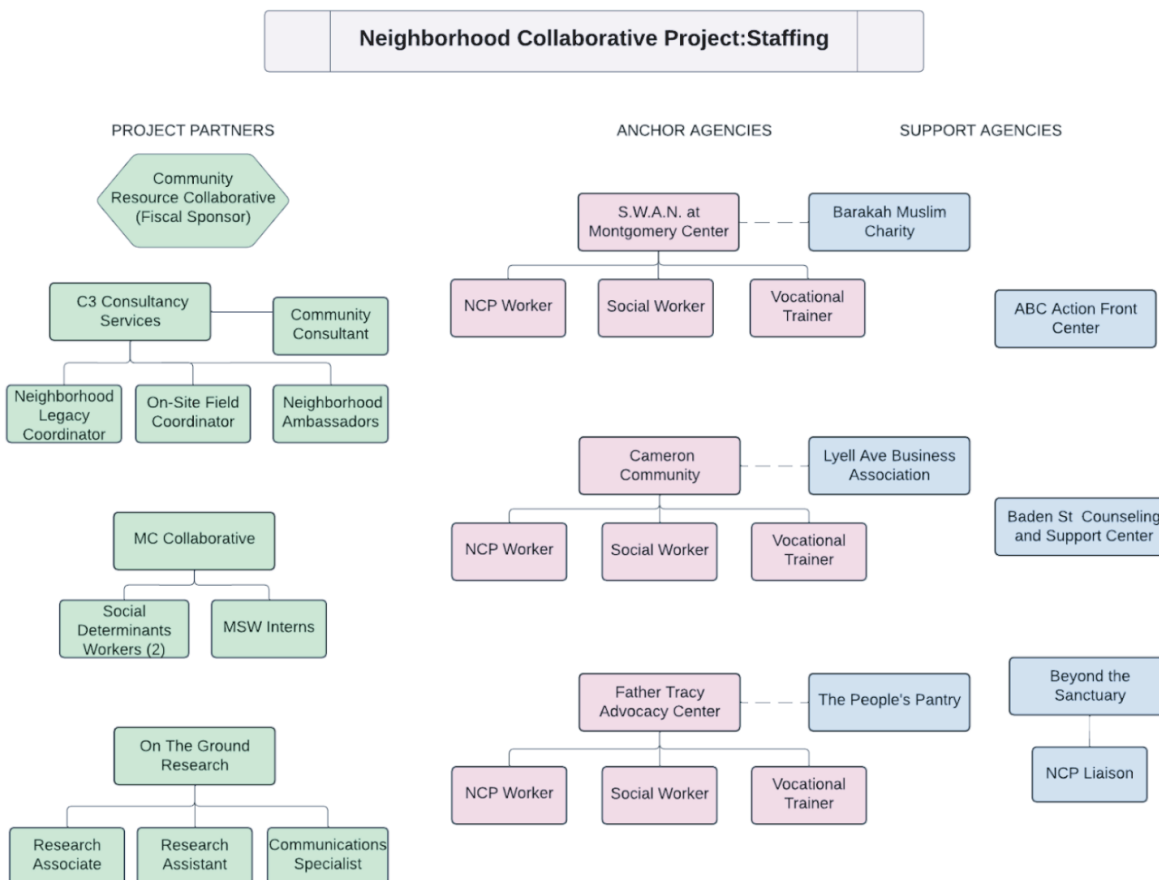 Neighborhood Collaborative Project:Staffing
PROJECT PARTNERS
Community
Resource Collaborative
(Fiscal Sponsor)
C3 Consultancy
Services
Community
Consultant
Neighborhood
Legacy
Coordinator
On-Site Field
Coordinator
Neighborhood
Ambassadors
MC Collaborative
Social
Determinants
Workers (2)
MSW Interns
On The Ground
Research
Research
Associate
Research
Assistant
Communications
Specialist
ANCHOR AGENCIES
SUPPORT AGENCIES
S.W.A.N. at
Montgomery Center
Barakah Muslim
Charity
NCP Worker
Social Worker
Vocational
Trainer
ABC Action Front
Center
Cameron
Community
Lyell Ave Business
Association
NCP Worker
Social Worker
Vocational
Trainer
Baden St Counseling
and Support Center
Father Tracy
Advocacy Center
The People's Pantry
Beyond the
Sanctuary
NCP Worker
Social Worker
Vocational
Trainer
NCP Liaison